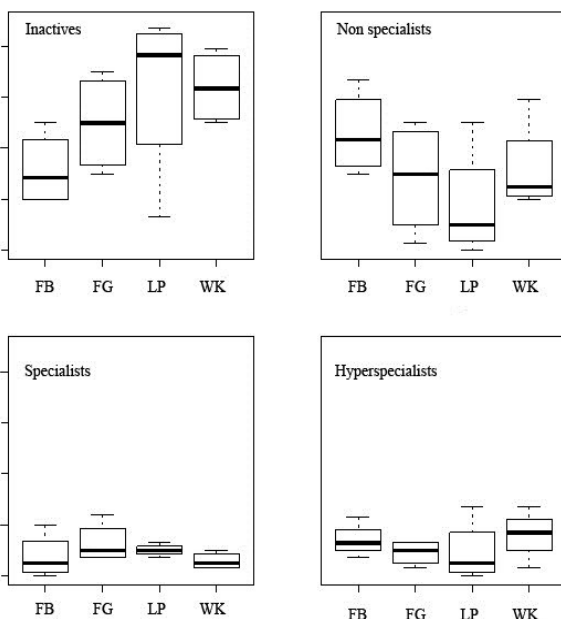 Inactives
Non specialists
FB FG LP WK
FB FG LP WK
Specialists
Hyperspecialists
FB FG LP WK
FB FG LP WK